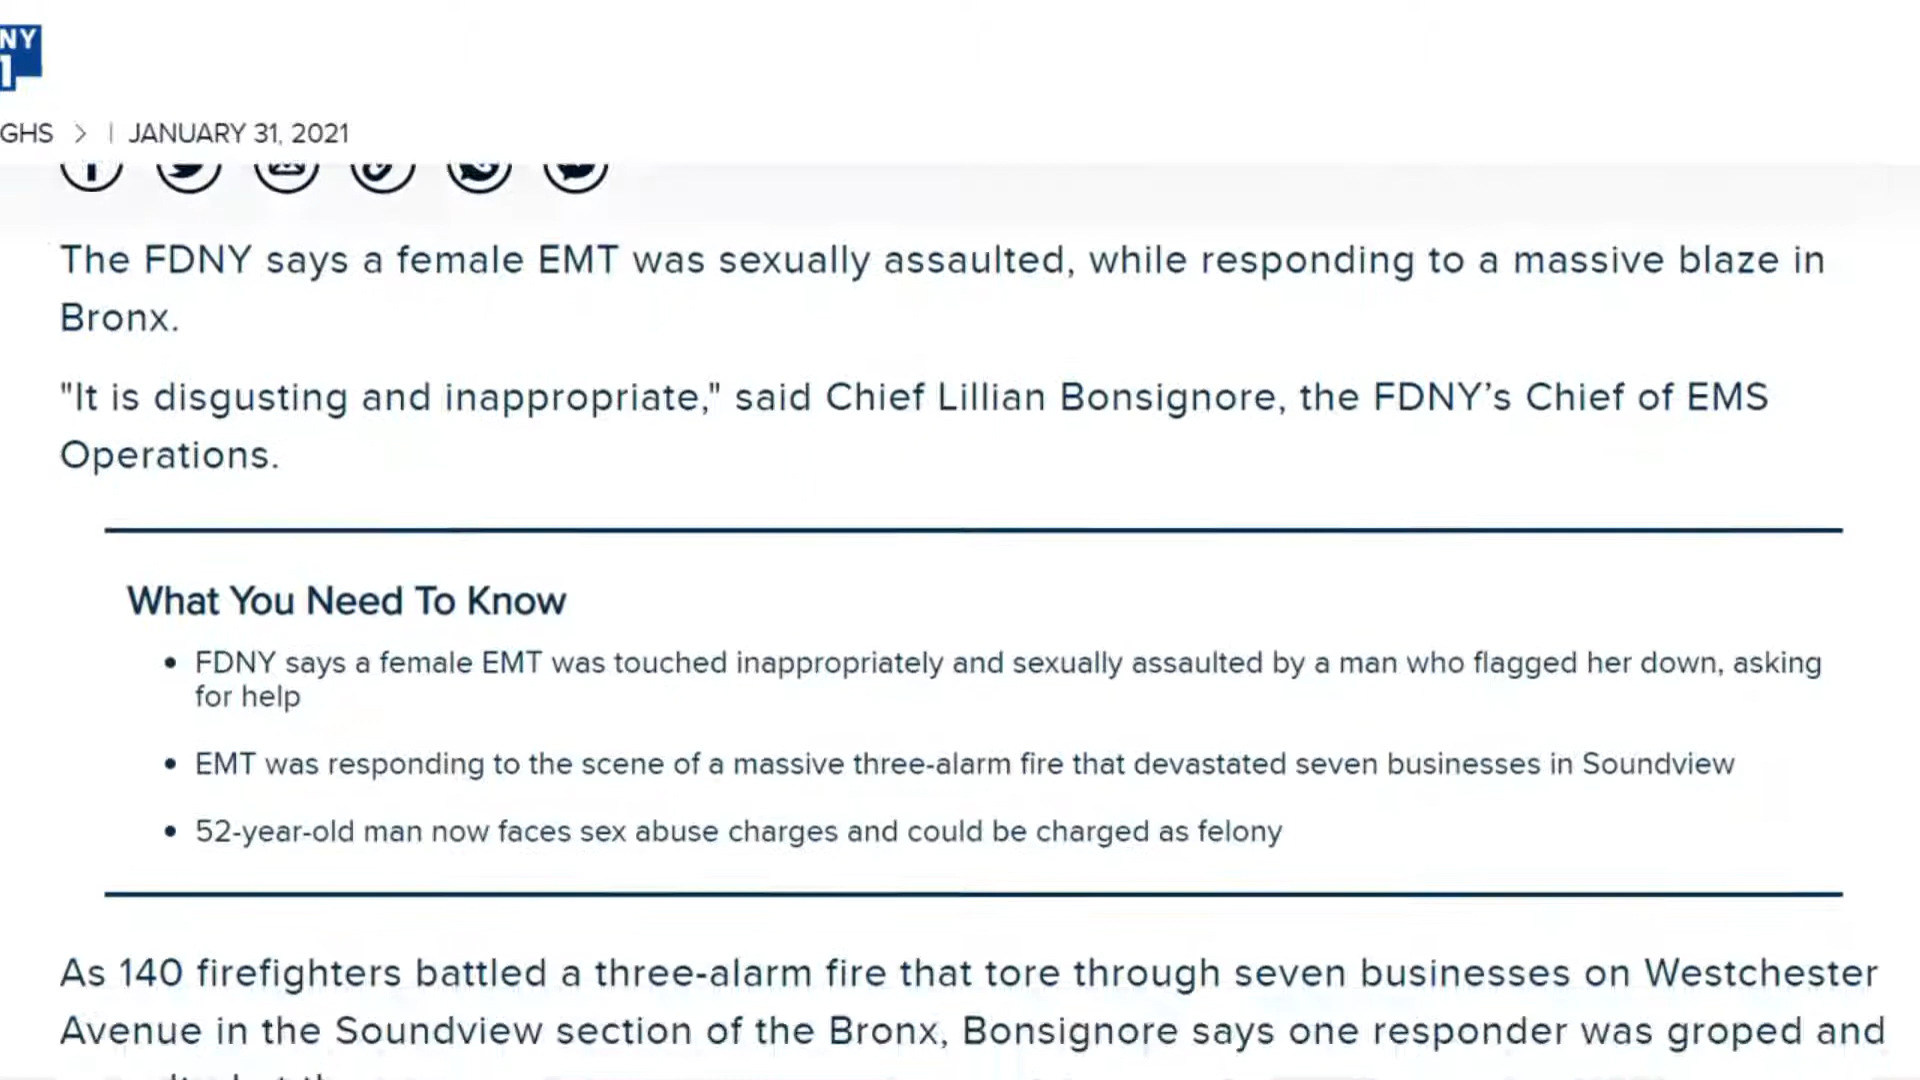 NY
1
GHS > | JANUARY 31, 2021
The FDNY says a female EMT was sexually assaulted, while responding to a massive blaze in
Bronx.
"It is disgusting and inappropriate," said Chief Lillian Bonsignore, the FDNY’s Chief of EMS
Operations.
What You Need To Know
• FDNY says a female EMT was touched inappropriately and sexually assaulted by a man who flagged her down, asking
for help
• EMT was responding to the scene of a massive three-alarm fire that devastated seven businesses in Soundview
• 52-year-old man now faces sex abuse charges and could be charged as felony
As 140 firefighters battled a three-alarm fire that tore through seven businesses on Westchester
Avenue in the Soundview section of the Bronx, Bonsignore says one responder was groped and